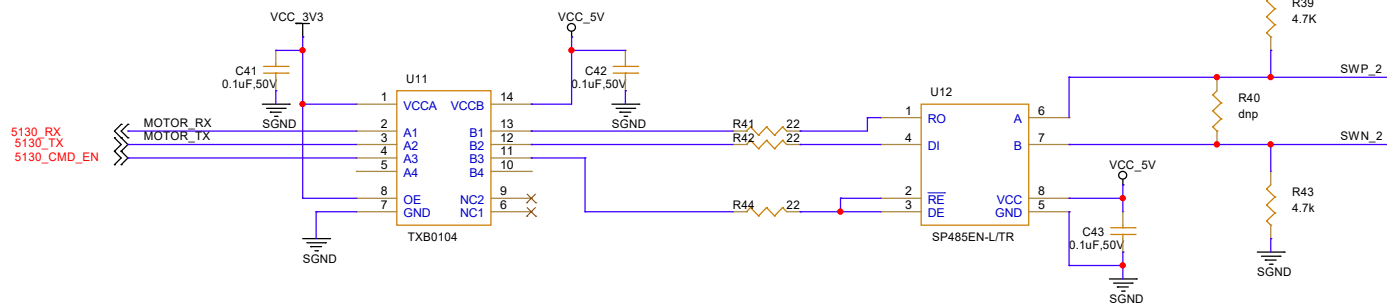 R39
4.7K
VCC_3V3
VCC_5V
C41
0.1uF,50V
SGND
U11
C42
0.1uF,50V
SGND
1 VCCA VCCB 14
5130_RX MOTOR_RX 2 A1 B1 13 R41 22
5130_TX MOTOR_TX 3 A2 B2 12 R42 22
5130_CMD_EN 4 A3 B3 11
5 A4 B4 10
8 OE NC2 9
7 GND NC1 6
SGND
TXB0104
R44 22
U12
1 RO A 6
4 DI B 7
2 RE VCC 8
3 DE GND 5
SP485EN-L/TR
SWP_2
R40
dnp
SWN_2
VCC_5V
C43
0.1uF,50V
SGND
R43
4.7k
SGND